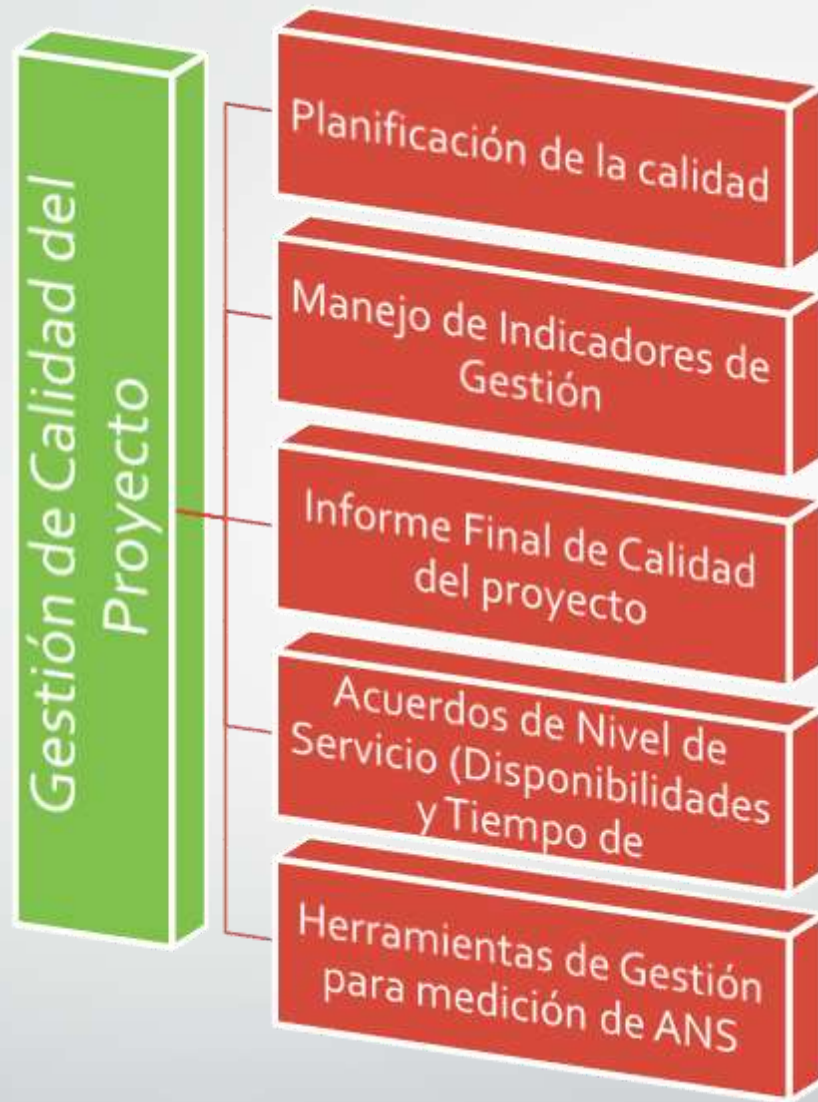 Gestión de Calidad del
Proyecto
Planificación de la calidad
Manejo de Indicadores de
Gestión
Informe Final de Calidad
del proyecto
Acuerdos de Nivel de
Servicio (Disponibilidades
y Tiempo de
Herramientas de Gestión
para medición de ANS